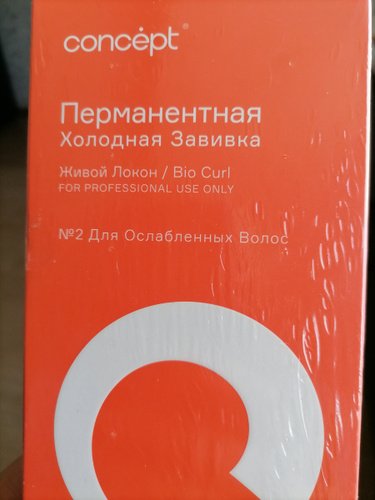 concept
Перманентная
Холодная Завивка
Живой Локон / Bio Curl
FOR PROFESSIONAL USE ONLY
№2 Для Ослабленных Волос